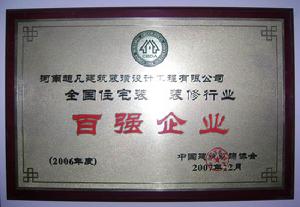 河南超凡建筑装璜设计工程有限公司
全国住宅装 装修行业
百强企业
(2006年度)
中国建筑装饰协会
2007年12月